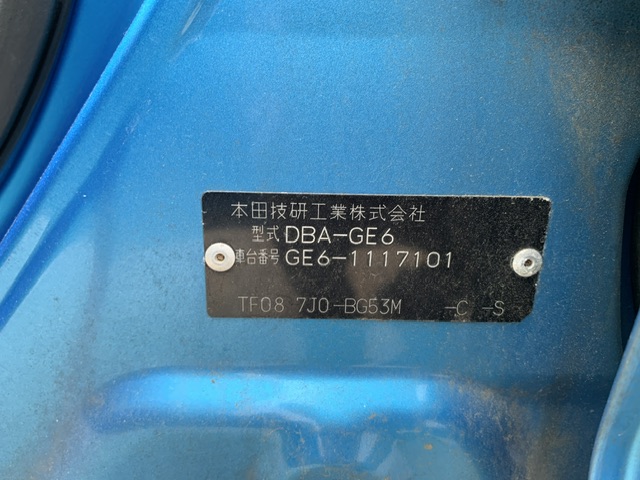 本田技研工業株式会社
型式 DBA-GE6
車台番号 GE6-1117101
TF08 7J0-BG53M -C -S